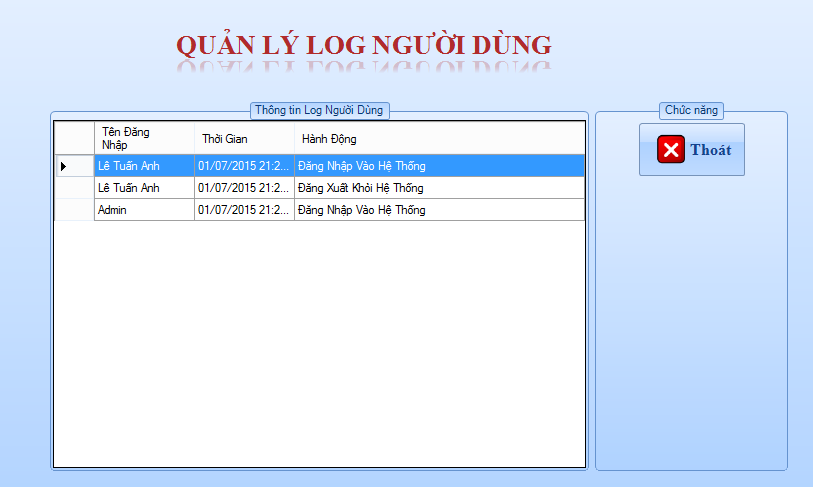 QUẢN LÝ LOG NGƯỜI DÙNG
Thông tin Log Người Dùng
Chức năng
Tên Đăng
Nhập
Thời Gian
Hành Động
Lê Tuấn Anh 01/07/2015 21:2... Đăng Nhập Vào Hệ Thống
Lê Tuấn Anh 01/07/2015 21:2... Đăng Xuất Khỏi Hệ Thống
Admin 01/07/2015 21:2... Đăng Nhập Vào Hệ Thống
Thoát